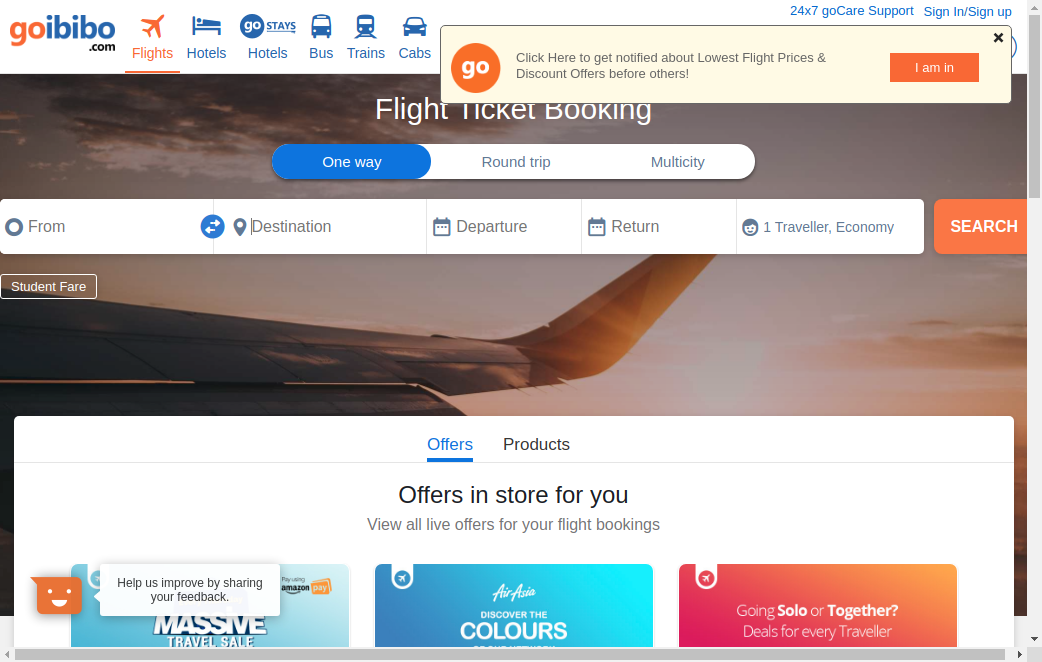 24x7 goCare Support
Sign In/Sign up
goibibo
.com
Flights
Hotels
go STAYS
Hotels
Bus
Trains
Cabs
go
Click Here to get notified about Lowest Flight Prices &
Discount Offers before others!
I am in
Flight Ticket Booking
One way
Round trip
Multicity
From
Destination
Departure
Return
1 Traveller, Economy
SEARCH
Student Fare
Offers
Products
Offers in store for you
View all live offers for your flight bookings
Help us improve by sharing
your feedback.
Pay using
amazon pay
MASSIVE
TRAVEL SALE
AirAsia
DISCOVER THE
COLOURS
Going Solo or Together?
Deals for every Traveller